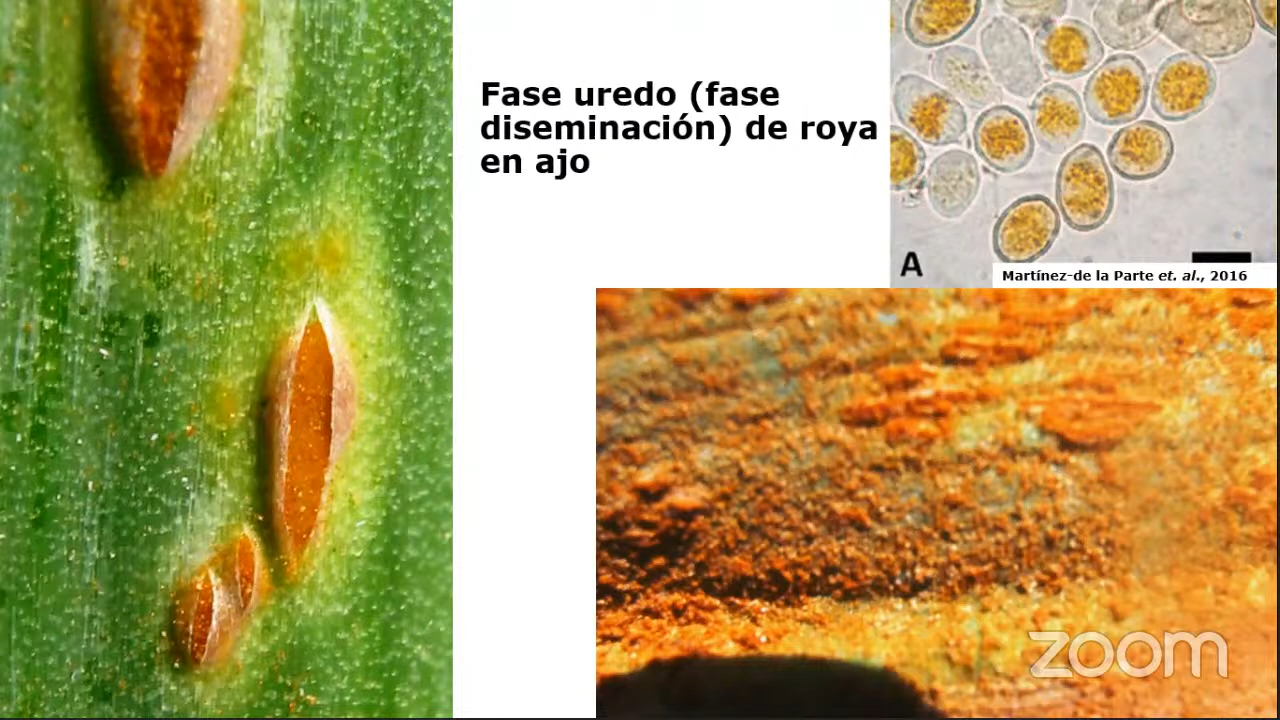 Fase uredo (fase
diseminación) de roya
en ajo
A
Martínez-de la Parte et. al., 2016
zoom